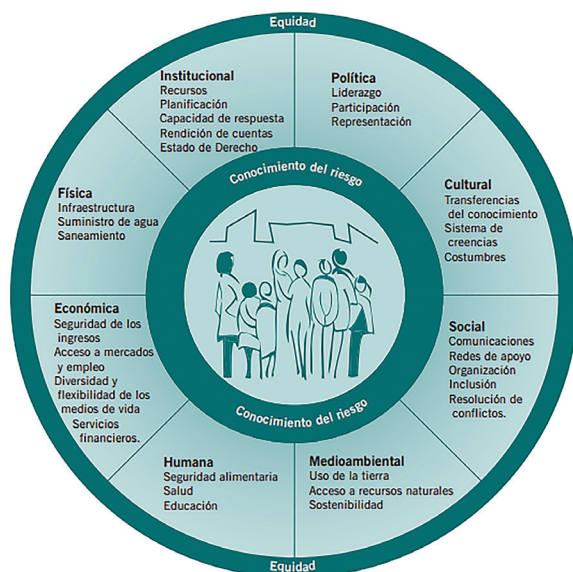 Equidad
Institucional
Recursos
Planificación
Capacidad de respuesta
Rendición de cuentas
Estado de Derecho
Política
Liderazgo
Participación
Representación
Cultural
Transferencias
del conocimiento
Sistema de
creencias
Costumbres
Social
Comunicaciones
Redes de apoyo
Organización
Inclusión
Resolución de
conflictos.
Medioambiental
Uso de la tierra
Acceso a recursos naturales
Sostenibilidad
Humana
Seguridad alimentaria
Salud
Educación
Económica
Seguridad de los
ingresos
Acceso a mercados
y empleo
Diversidad y
flexibilidad de los
medios de vida
Servicios
financieros.
Física
Infraestructura
Suministro de agua
Saneamiento
Conocimiento del riesgo
Conocimiento del riesgo
Equidad